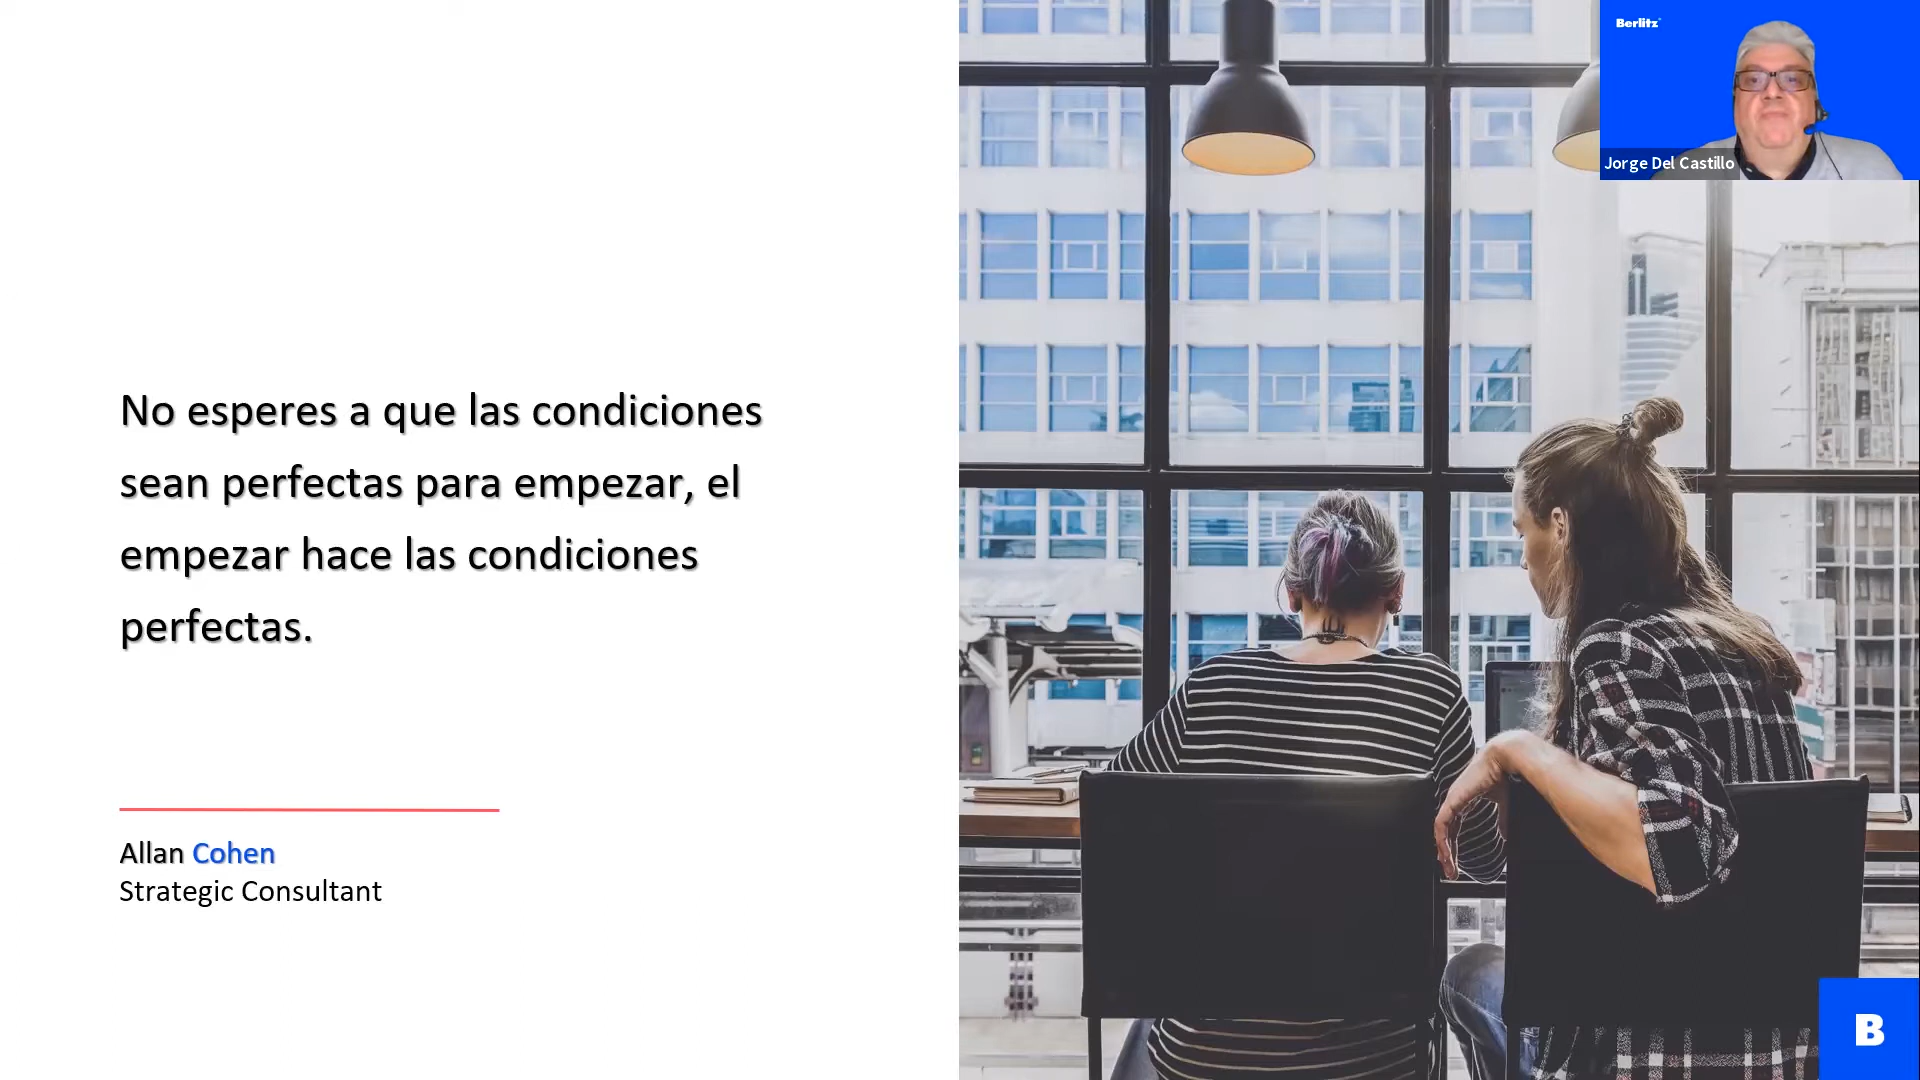 No esperes a que las condiciones
sean perfectas para empezar, el
empezar hace las condiciones
perfectas.
Allan Cohen
Strategic Consultant
Berlitz
Jorge Del Castillo
B